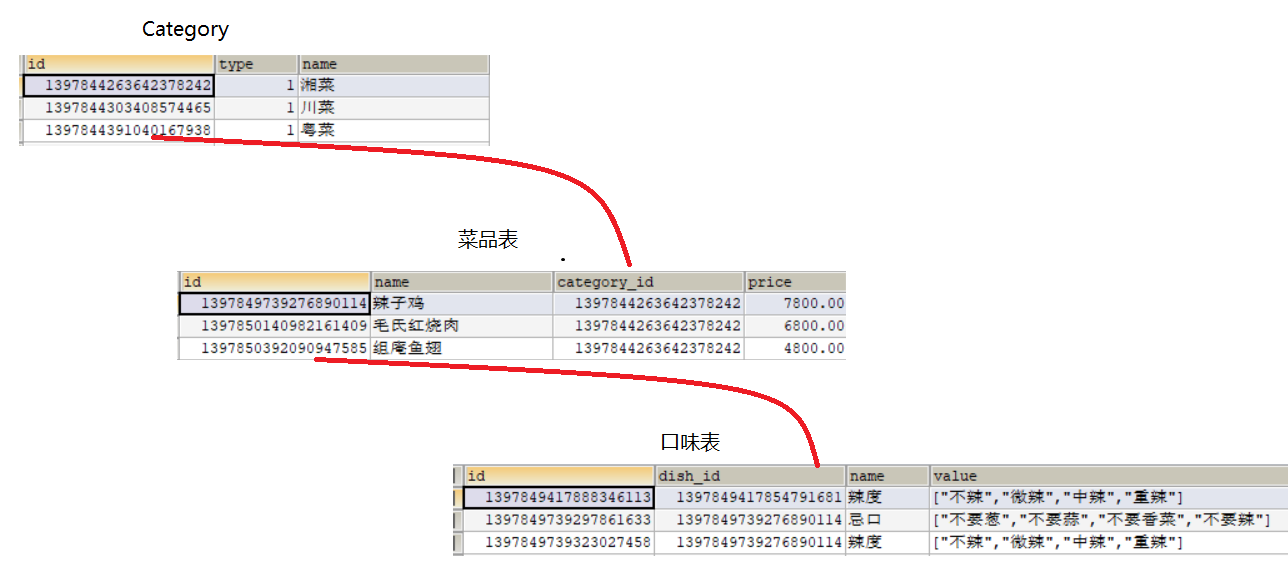 Category
id type name
1397844263642378242 1 湘菜
1397844303408574465 1 川菜
1397844391040167938 1 粤菜
菜品表
id name category_id price
1397849739276890114 辣子鸡 1397844263642378242 7800.00
1397850140982161409 毛氏红烧肉 1397844263642378242 6800.00
1397850392090947585 组庵鱼翅 1397844263642378242 4800.00
口味表
id dish_id name value
1397849417888346113 1397849417854791681 辣度 ["不辣","微辣","中辣","重辣"]
1397849739297861633 1397849739276890114 忌口 ["不要葱","不要蒜","不要香菜","不要辣"]
1397849739323027458 1397849739276890114 辣度 ["不辣","微辣","中辣","重辣"]